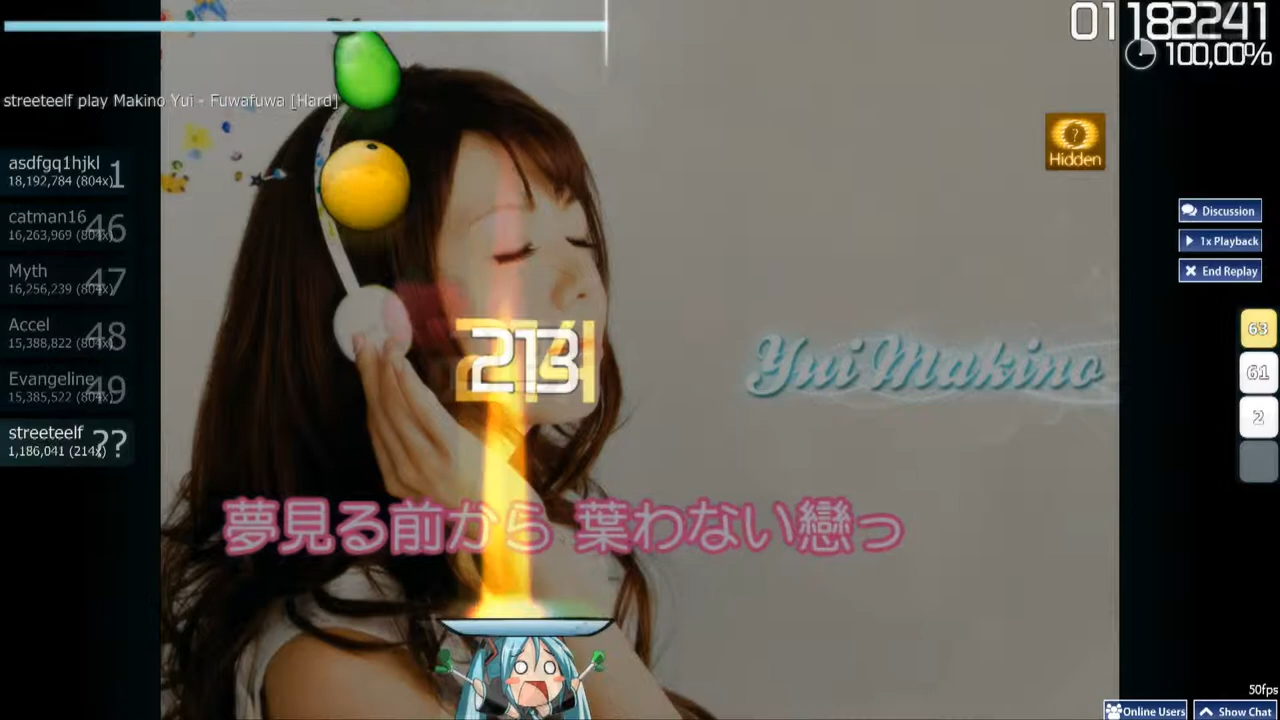 01182241
100,00%
streeteelf play Makino Yui - Fuwafuwa [Hard]
Hidden
asdfgq1hjkl
18,192,784 (804x)
1
catman16
16,263,969 (804x)
46
Myth
16,256,239 (804x)
47
Accel
15,388,822 (804x)
48
Evangeline
15,385,522 (804x)
49
streeteelf
1,186,041 (214x)
??
Discussion
1x Playback
End Replay
63
61
2
213
Yui Makino
夢見る前から 葉わない戀っ
50fps
Online Users
Show Chat